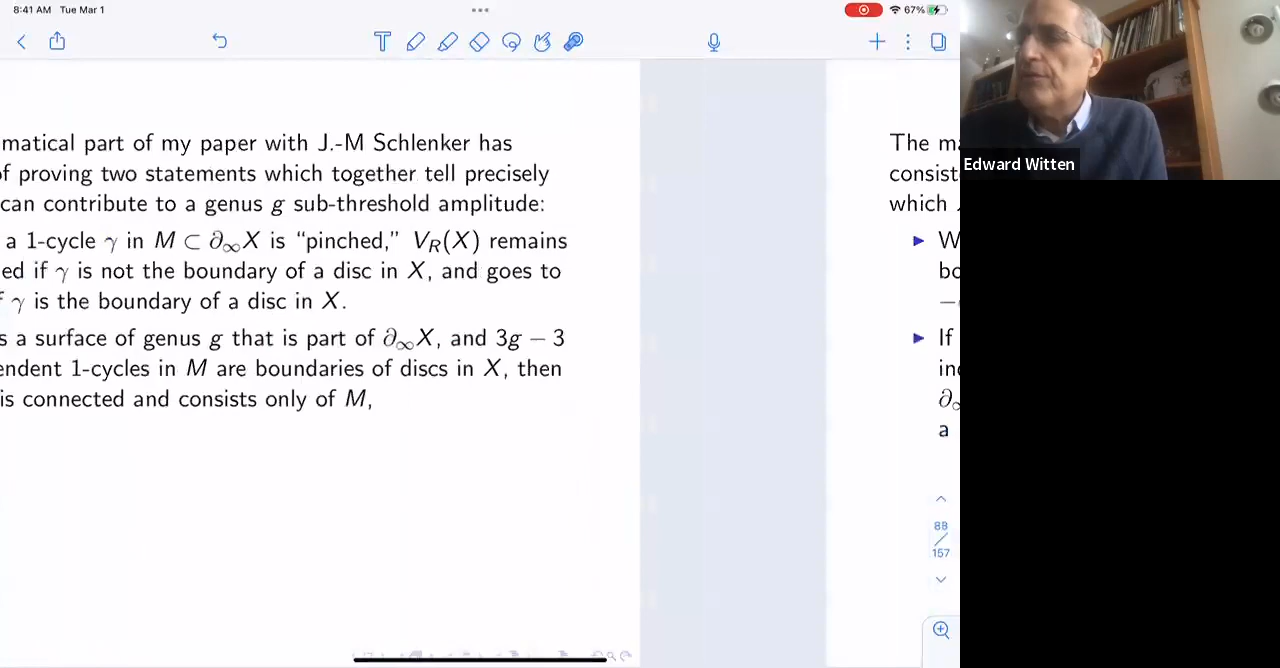 8:41 AM Tue Mar 1
67%
matical part of my paper with J.-M Schlenker has
of proving two statements which together tell precisely
can contribute to a genus g sub-threshold amplitude:
a 1-cycle γ in M ⊂ ∂∞X is “pinched,” V_R(X) remains
ed if γ is not the boundary of a disc in X, and goes to
f γ is the boundary of a disc in X.
s a surface of genus g that is part of ∂∞X, and 3g − 3
endent 1-cycles in M are boundaries of discs in X, then
is connected and consists only of M,
The ma
consist
which
▶ W
bo
▶ If
inc
∂∞
a
88
157
Edward Witten